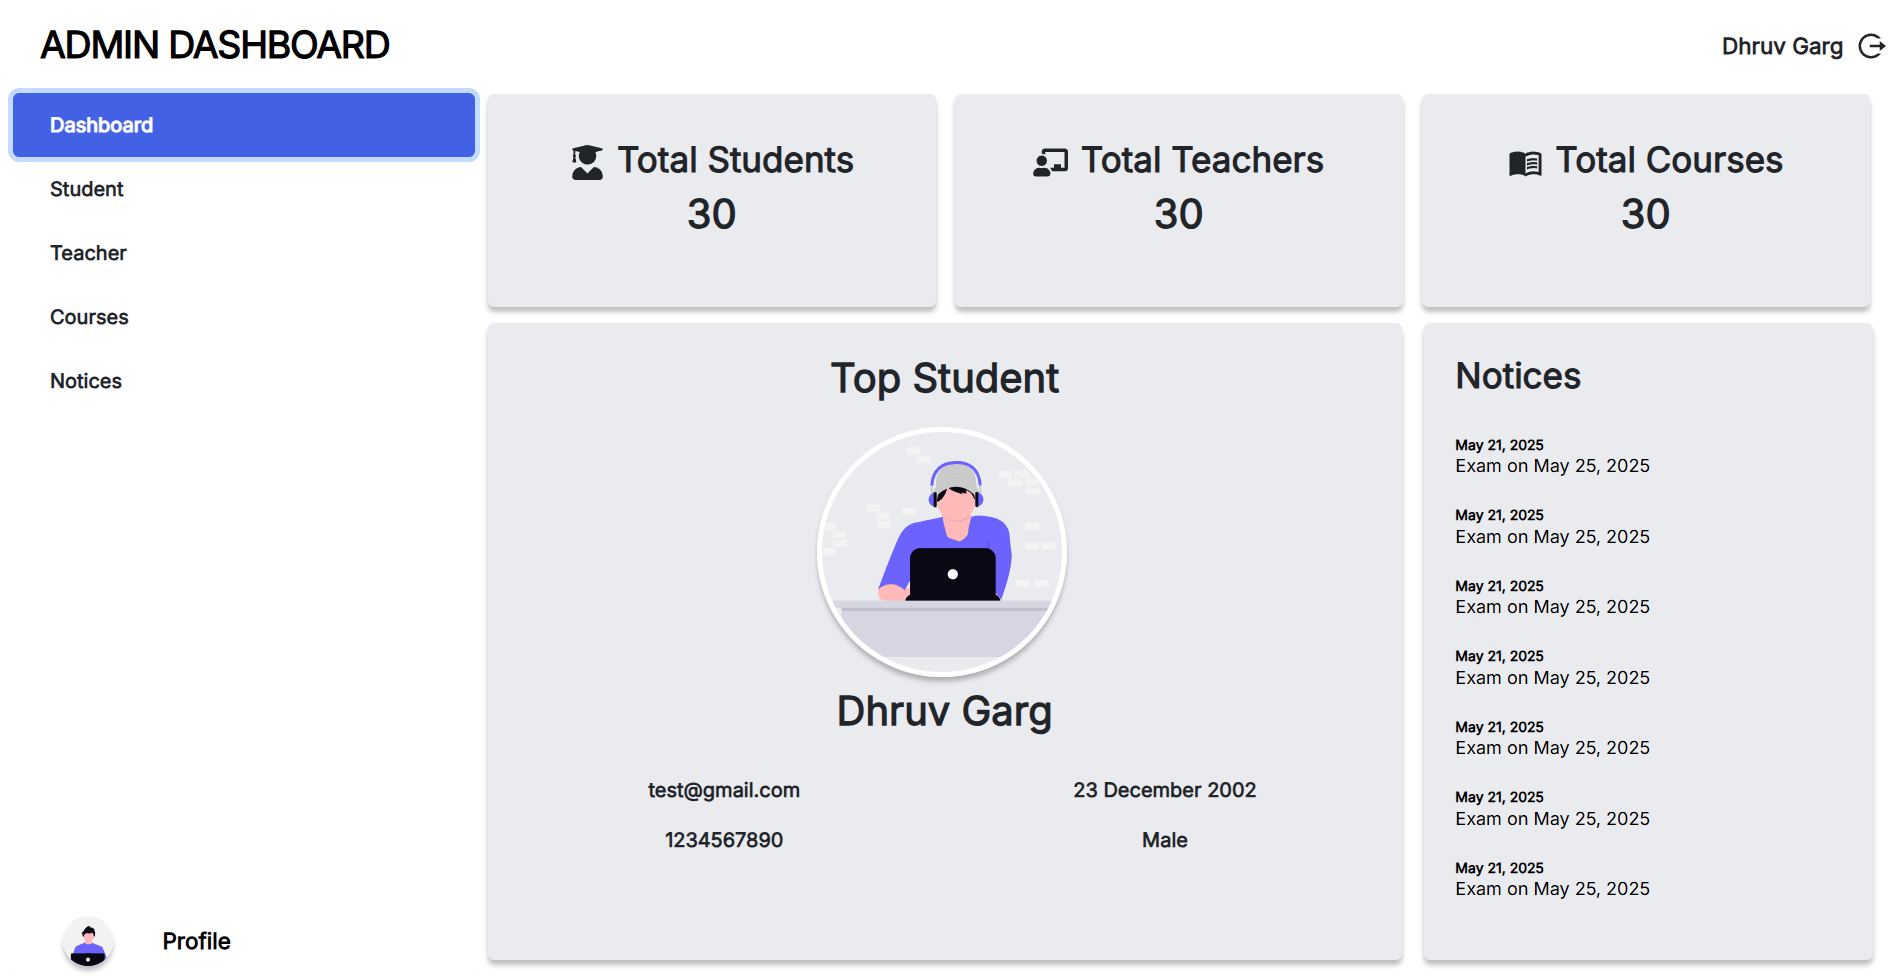 ADMIN DASHBOARD
Dhruv Garg
Dashboard
Student
Teacher
Courses
Notices
Profile
Total Students
30
Total Teachers
30
Total Courses
30
Top Student
Dhruv Garg
test@gmail.com
23 December 2002
1234567890
Male
Notices
May 21, 2025
Exam on May 25, 2025
May 21, 2025
Exam on May 25, 2025
May 21, 2025
Exam on May 25, 2025
May 21, 2025
Exam on May 25, 2025
May 21, 2025
Exam on May 25, 2025
May 21, 2025
Exam on May 25, 2025
May 21, 2025
Exam on May 25, 2025